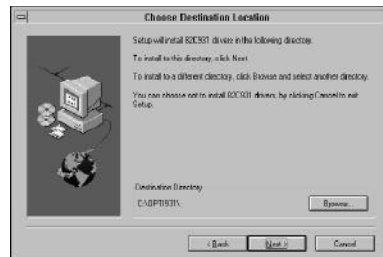 Choose Destination Location
Setup will install 82C931 drivers in the following directory.
To install to this directory, click Next.
To install to a different directory, click Browse and select another directory.
You can choose not to install 82C931 drivers, by clicking Cancel to exit
Setup.
Destination Directory
C:\OPTI931\
Browse...
< Back
Next >
Cancel